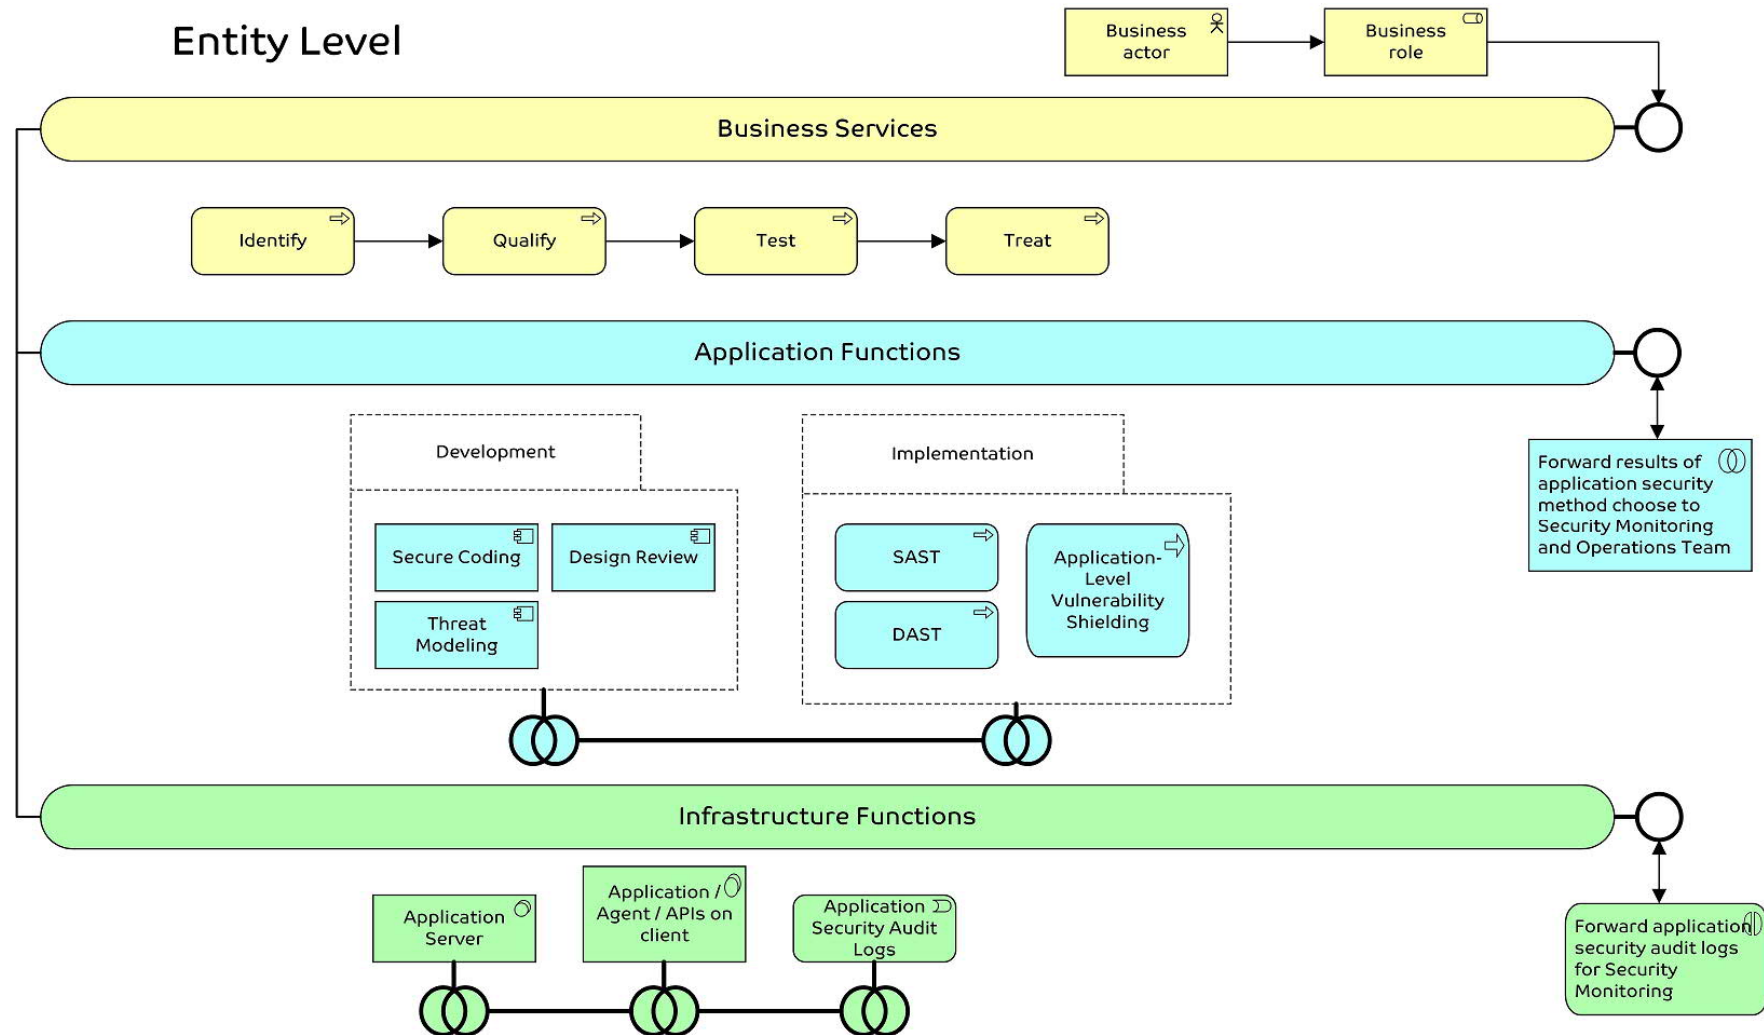 Entity Level
Business
actor
Business
role
Business Services
Identify
Qualify
Test
Treat
Application Functions
Development
Implementation
Secure Coding
Design Review
Threat
Modeling
SAST
DAST
Application-
Level
Vulnerability
Shielding
Forward results of
application security
method choose to
Security Monitoring
and Operations Team
Infrastructure Functions
Application
Server
Application /
Agent / APIs on
client
Application
Security Audit
Logs
Forward application
security audit logs
for Security
Monitoring